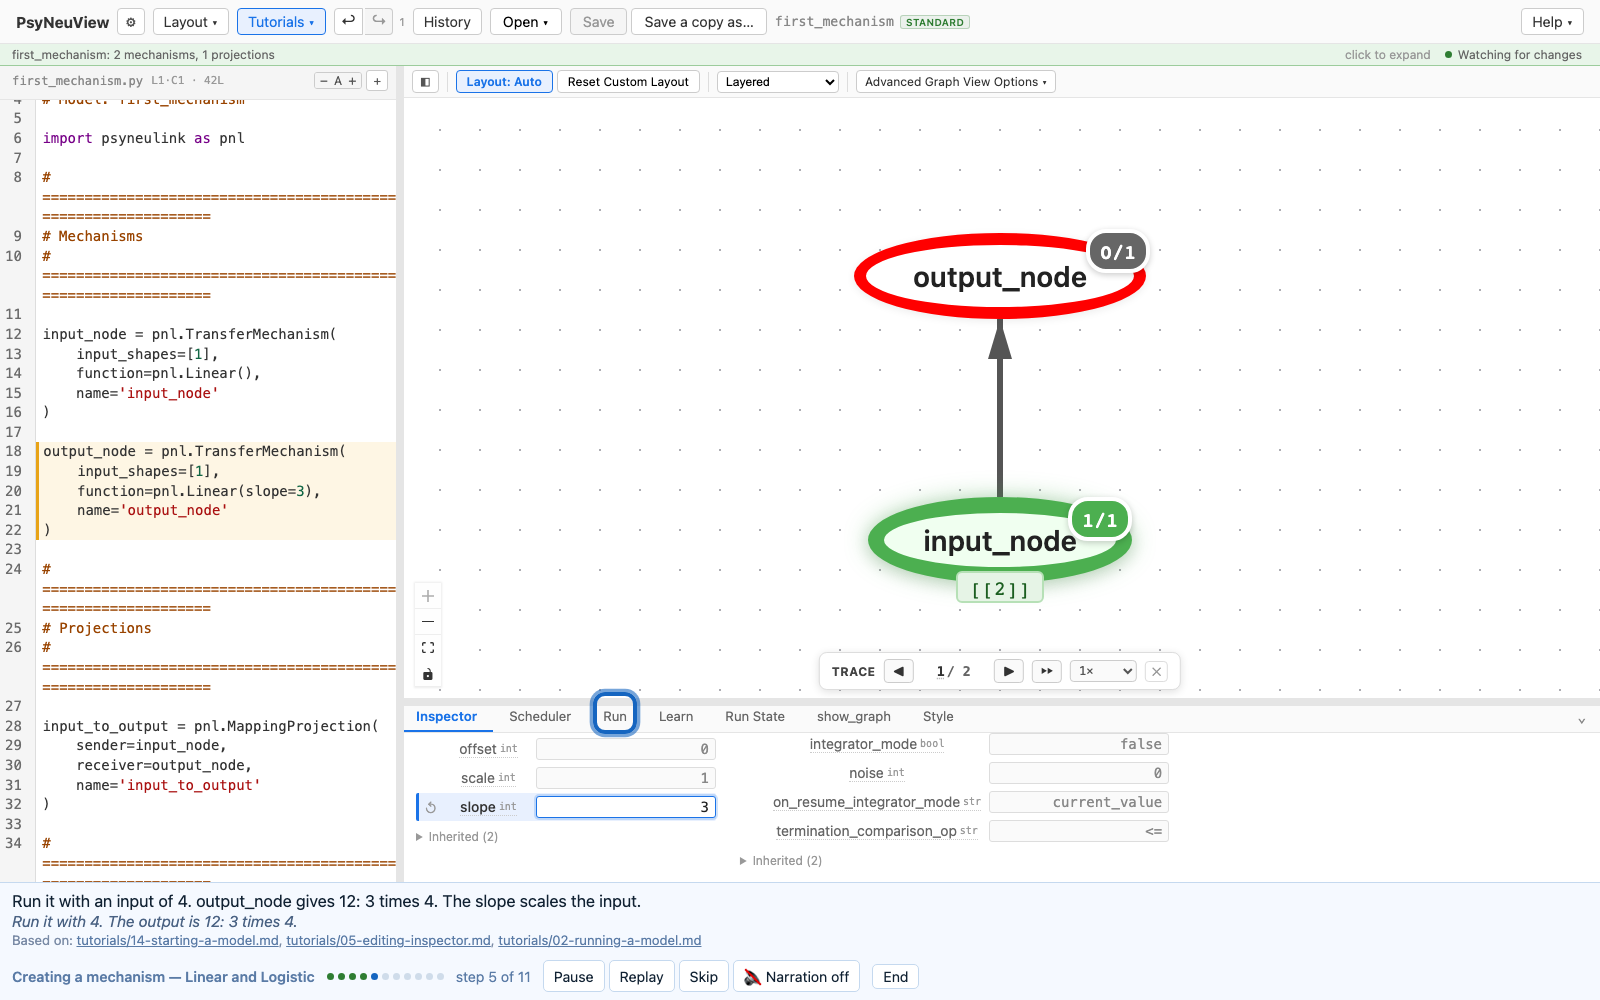 PsyNeuView ⚙ Layout ▾ Tutorials ▾ ↩ ↪ 1 History Open ▾ Save Save a copy as... first_mechanism STANDARD Help ▾
first_mechanism: 2 mechanisms, 1 projections click to expand ● Watching for changes
first_mechanism.py L1·C1 · 42L − A + +
Layout: Auto Reset Custom Layout Layered Advanced Graph View Options ▾
4 # Model: first_mechanism
5
6 import psyneulink as pnl
7
8 #
=========================================
====================
9 # Mechanisms
10 #
=========================================
====================
11
12 input_node = pnl.TransferMechanism(
13 input_shapes=[1],
14 function=pnl.Linear(),
15 name='input_node'
16 )
17
18 output_node = pnl.TransferMechanism(
19 input_shapes=[1],
20 function=pnl.Linear(slope=3),
21 name='output_node'
22 )
23
24 #
=========================================
====================
25 # Projections
26 #
=========================================
====================
27
28 input_to_output = pnl.MappingProjection(
29 sender=input_node,
30 receiver=output_node,
31 name='input_to_output'
32 )
33
34 #
=========================================
====================
0/1
output_node
1/1
input_node
[[2]]
TRACE ◀ 1 / 2 ▶ ▸▸ 1× ×
Inspector Scheduler Run Learn Run State show_graph Style
offset int 0
scale int 1
slope int 3
▶ Inherited (2)
integrator_mode bool false
noise int 0
on_resume_integrator_mode str current_value
termination_comparison_op str <=
▶ Inherited (2)
Run it with an input of 4. output_node gives 12: 3 times 4. The slope scales the input.
Run it with 4. The output is 12: 3 times 4.
Based on: tutorials/14-starting-a-model.md, tutorials/05-editing-inspector.md, tutorials/02-running-a-model.md
Creating a mechanism — Linear and Logistic step 5 of 11 Pause Replay Skip Narration off End